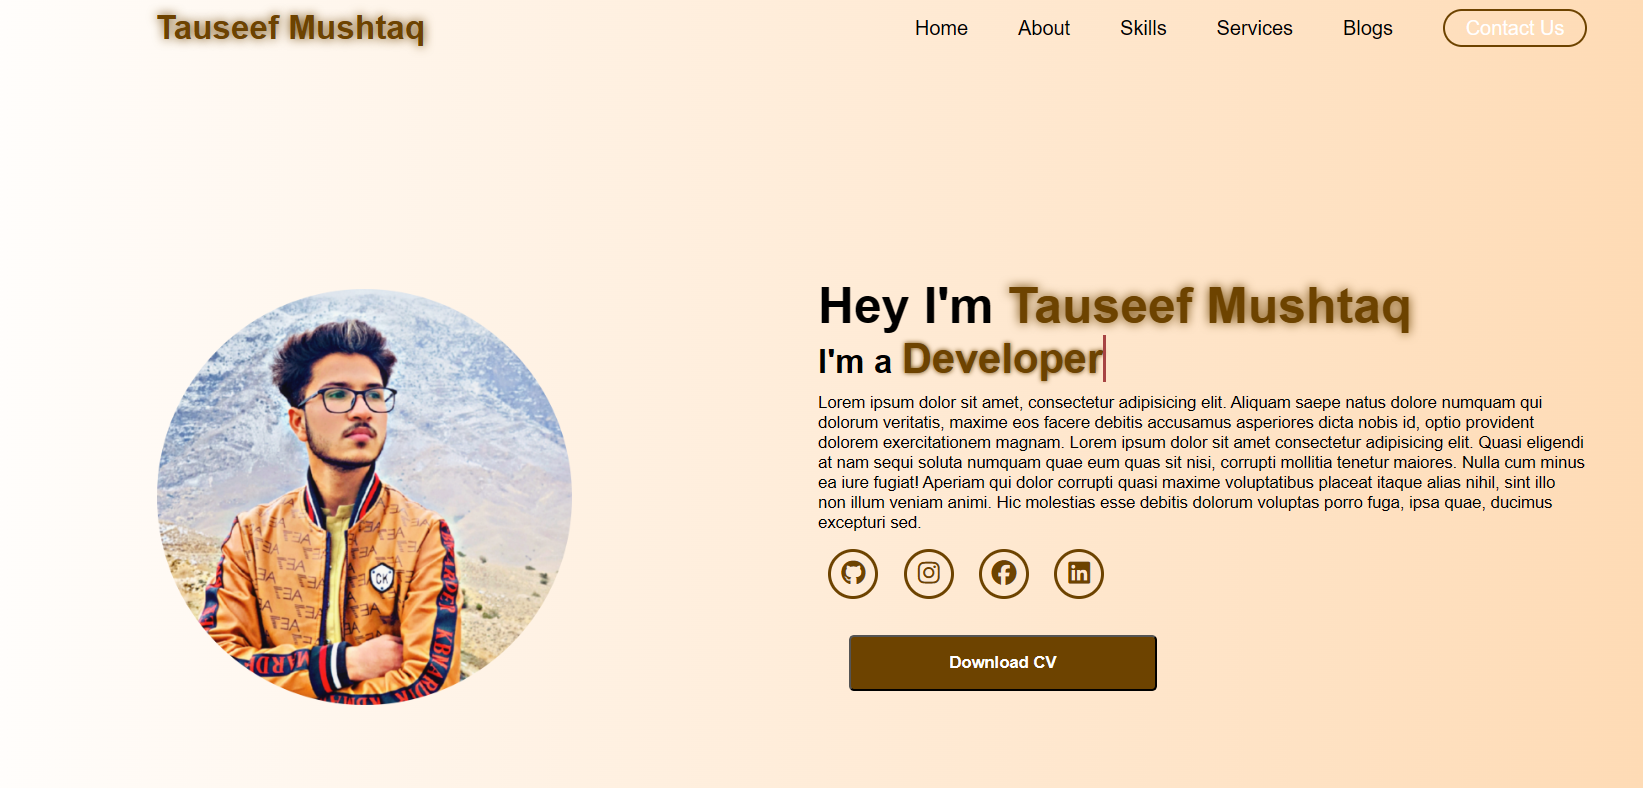 Tauseef Mushtaq
Home About Skills Services Blogs Contact Us
Hey I'm Tauseef Mushtaq
I'm a Developer
Lorem ipsum dolor sit amet, consectetur adipisicing elit. Aliquam saepe natus dolore numquam qui
dolorum veritatis, maxime eos facere debitis accusamus asperiores dicta nobis id, optio provident
dolorem exercitationem magnam. Lorem ipsum dolor sit amet consectetur adipisicing elit. Quasi eligendi
at nam sequi soluta numquam quae eum quas sit nisi, corrupti mollitia tenetur maiores. Nulla cum minus
ea iure fugiat! Aperiam qui dolor corrupti quasi maxime voluptatibus placeat itaque alias nihil, sint illo
non illum veniam animi. Hic molestias esse debitis dolorum voluptas porro fuga, ipsa quae, ducimus
excepturi sed.
CK
Download CV